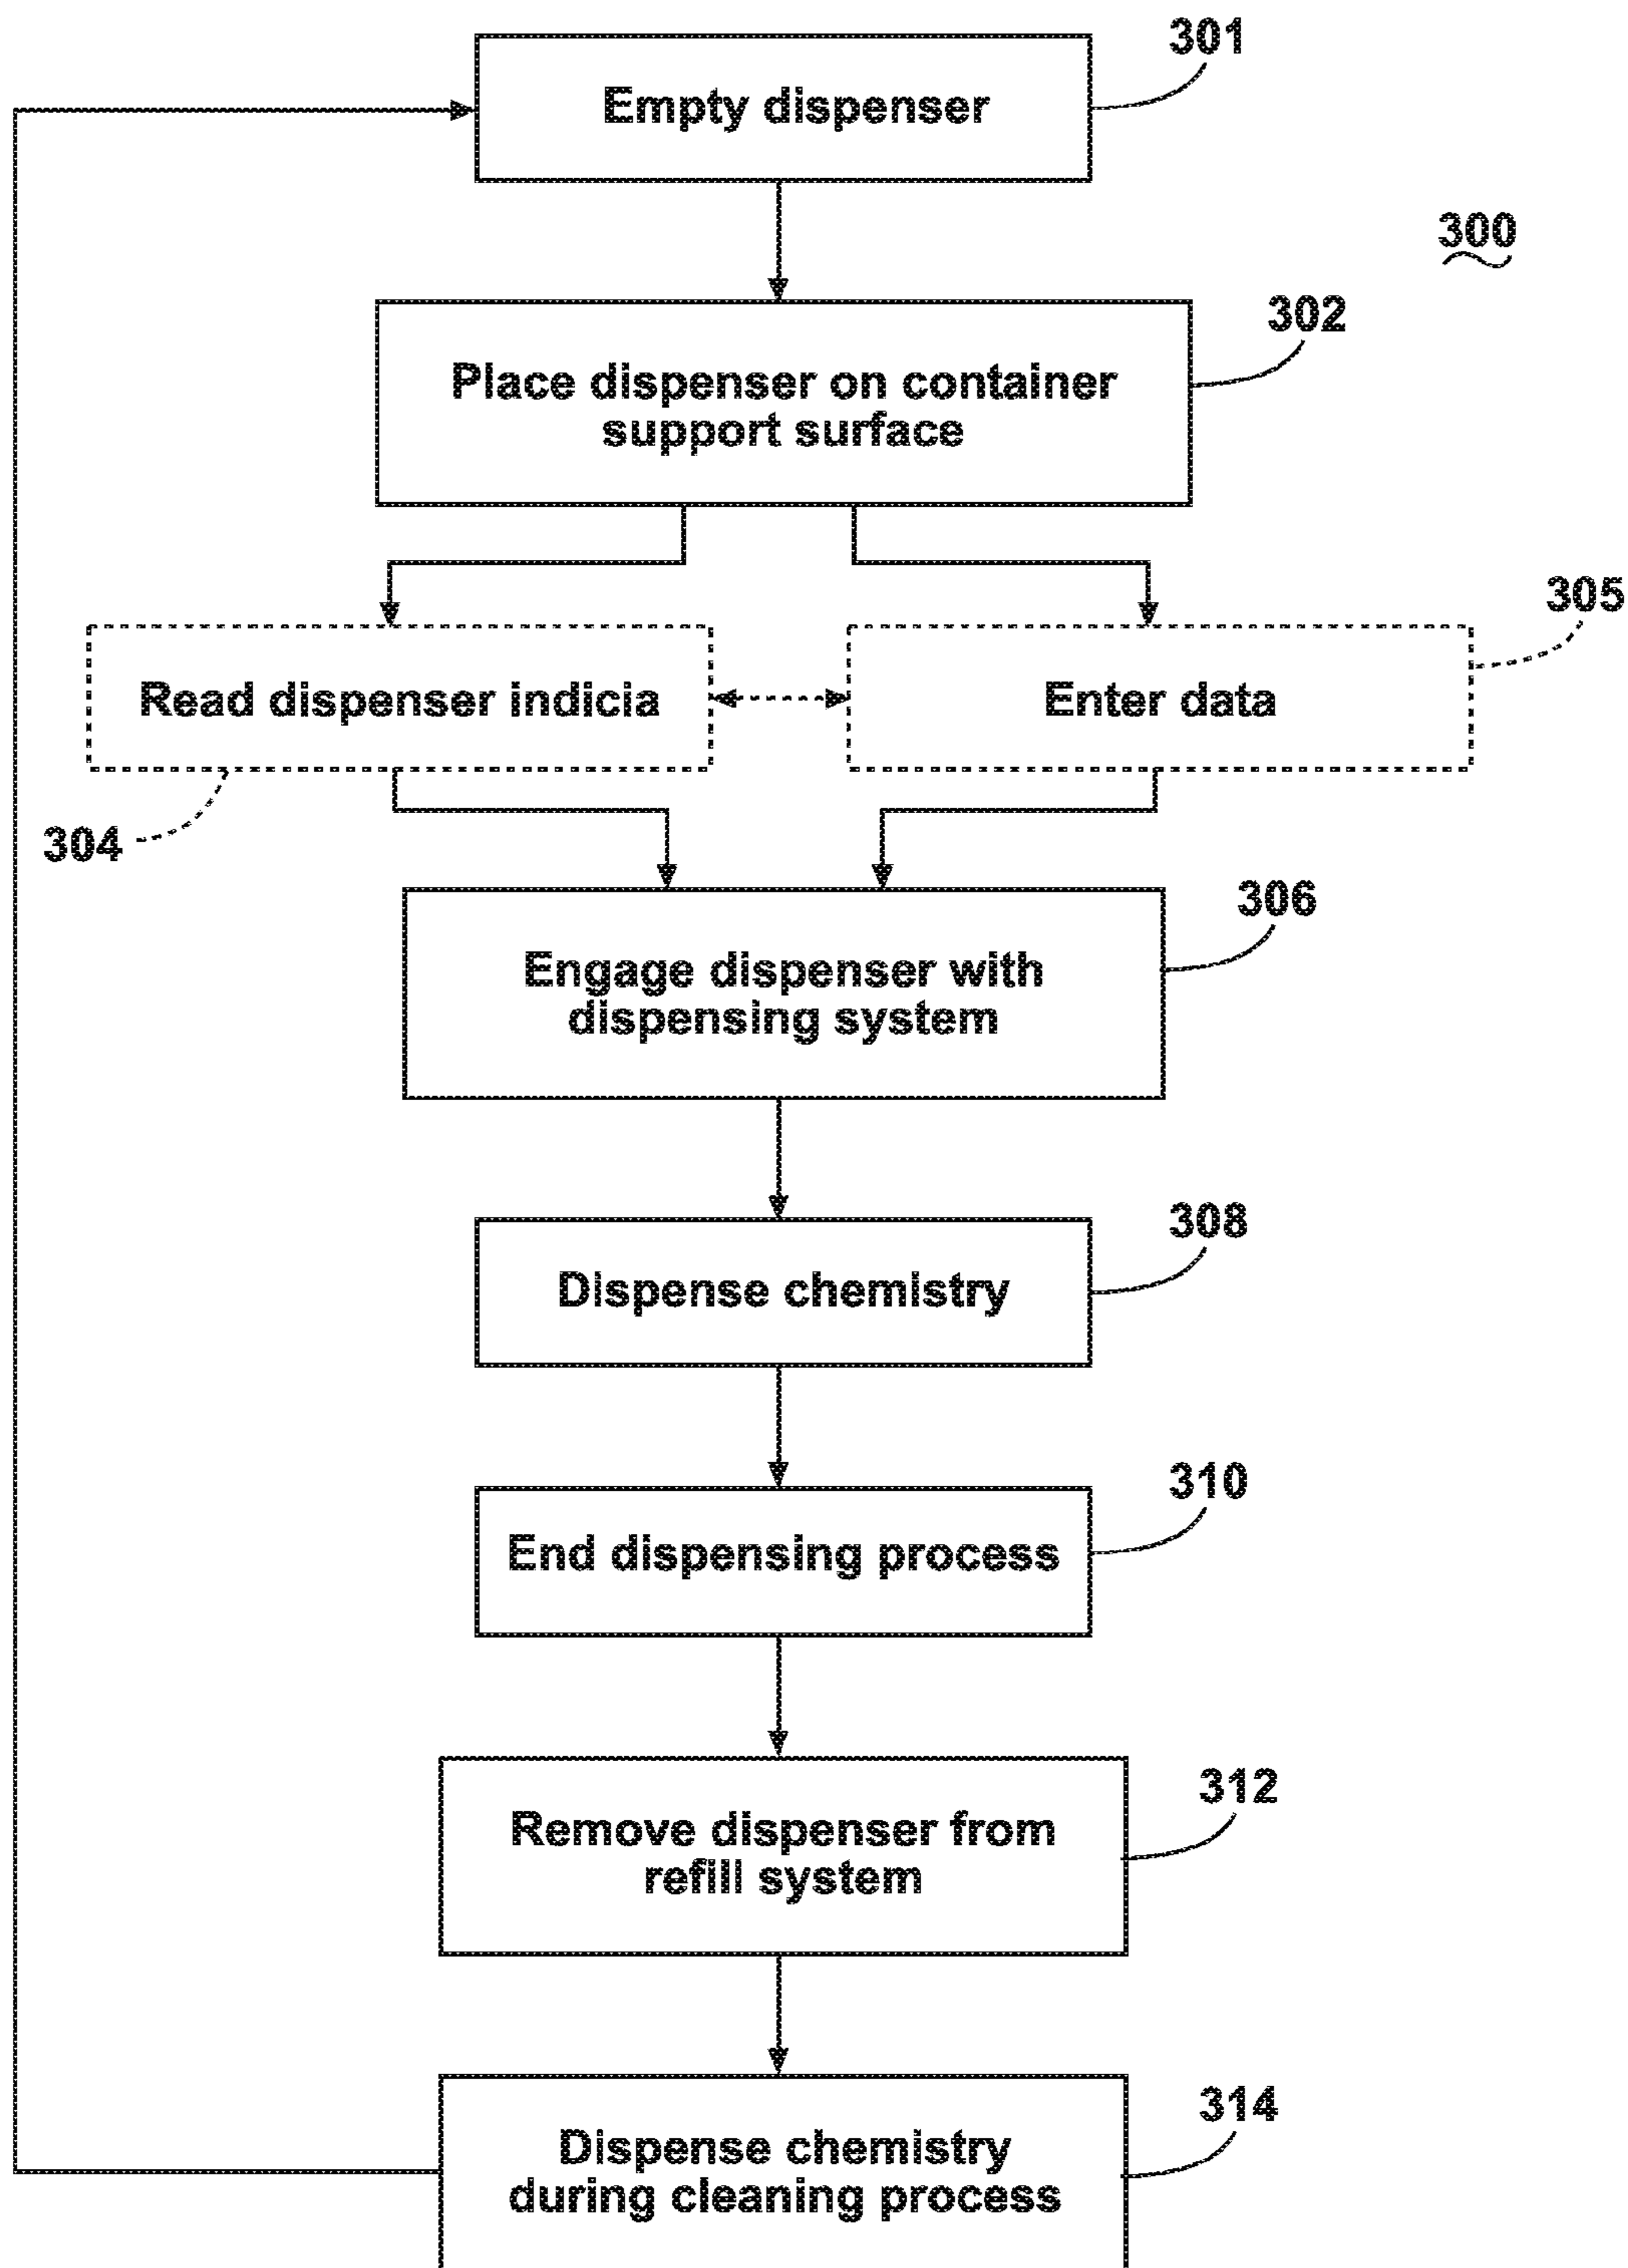 301
Empty dispenser
300
302
Place dispenser on container
support surface
305
Read dispenser indicia
Enter data
304
306
Engage dispenser with
dispensing system
308
Dispense chemistry
310
End dispensing process
312
Remove dispenser from
refill system
314
Dispense chemistry
during cleaning process